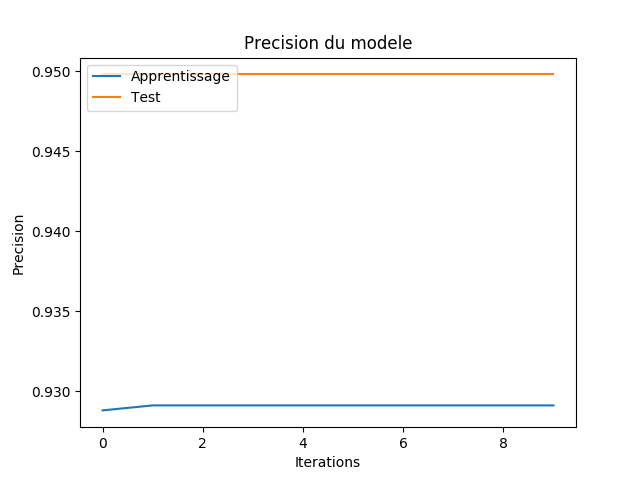 Precision du modele
0.950
0.945
0.940
0.935
0.930
Precision
Apprentissage
Test
0 2 4 6 8
Iterations